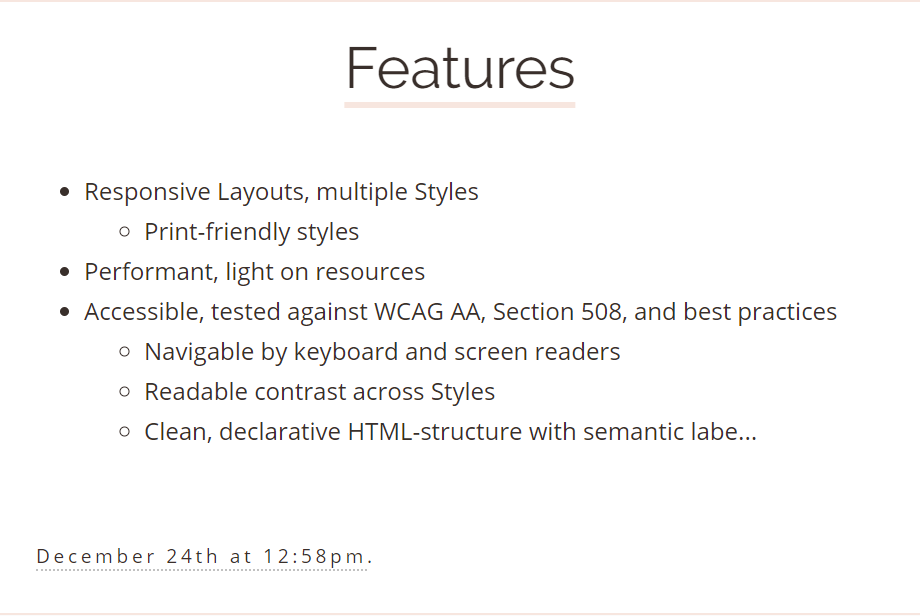 Features
Responsive Layouts, multiple Styles
Print-friendly styles
Performant, light on resources
Accessible, tested against WCAG AA, Section 508, and best practices
Navigable by keyboard and screen readers
Readable contrast across Styles
Clean, declarative HTML-structure with semantic labe...
December 24th at 12:58pm.